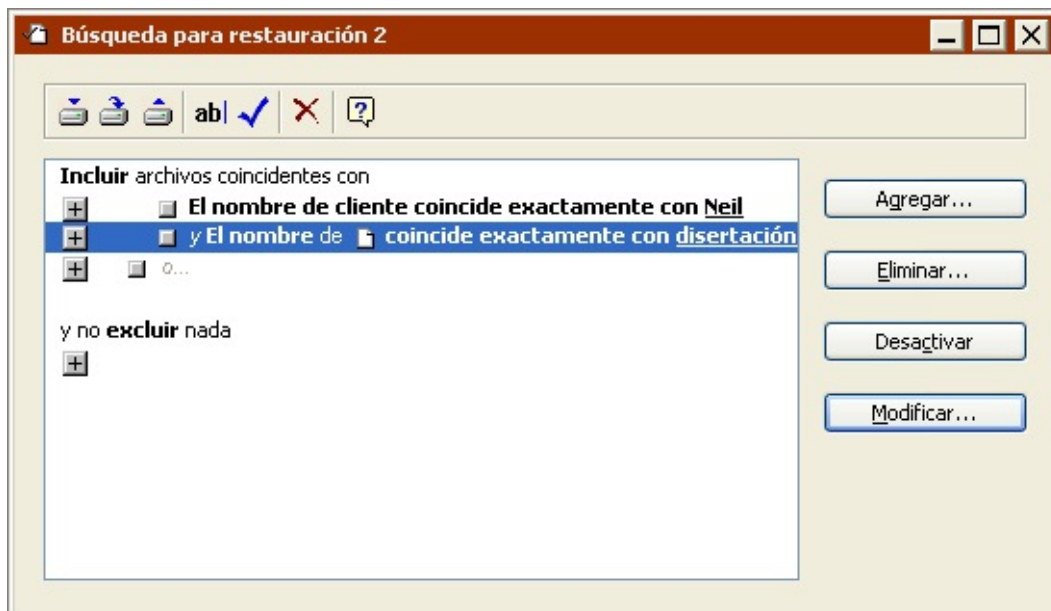 Búsqueda para restauración 2
ab|
Incluir archivos coincidentes con
El nombre de cliente coincide exactamente con Neil
y El nombre de coincide exactamente con disertación
o...
y no excluir nada
Agregar...
Eliminar...
Desactivar
Modificar...